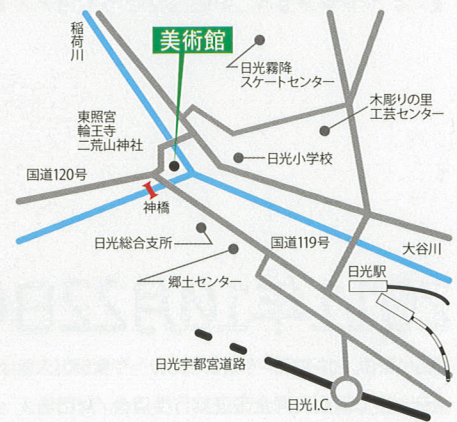 稲荷川
美術館
日光霧降
スケートセンター
木彫りの里
工芸センター
東照宮
輪王寺
二荒山神社
日光小学校
国道120号
神橋
日光総合支所
国道119号
大谷川
郷土センター
日光駅
日光宇都宮道路
日光I.C.